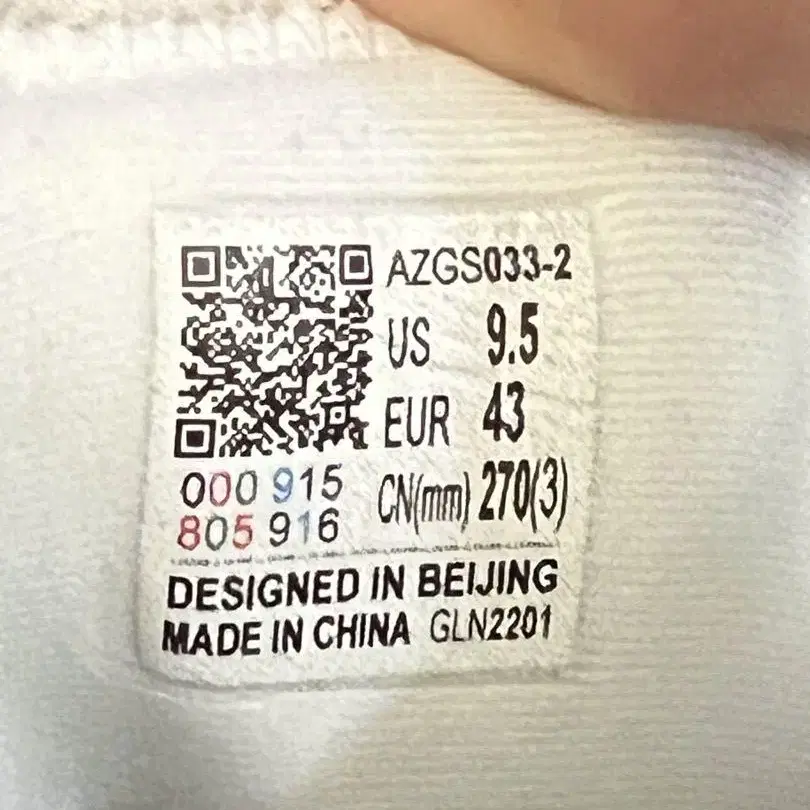 AZGS033-2
US 9.5
EUR 43
CN(mm) 270(3)
000 915
805 916
DESIGNED IN BEIJING
MADE IN CHINA GLN2201